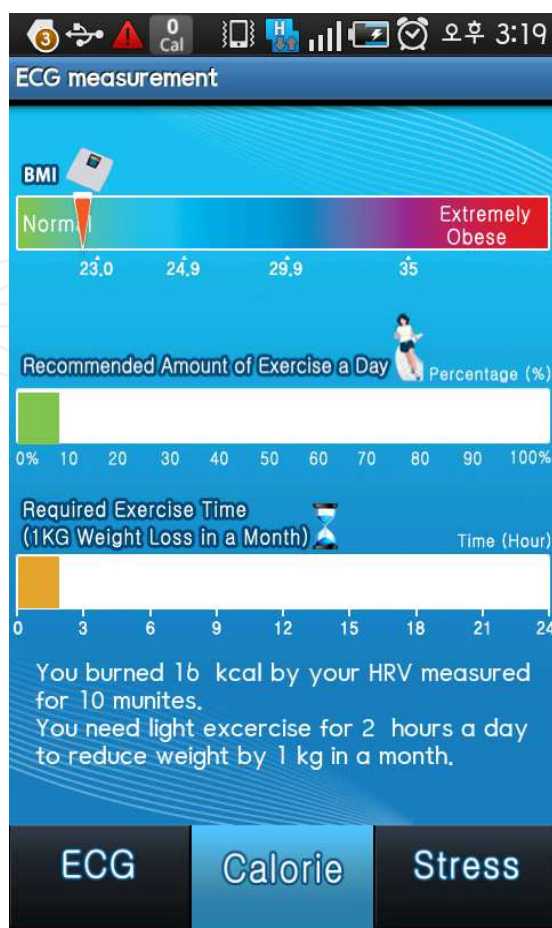 3 0 Cal H 오후 3:19
ECG measurement
BMI
Normal Extremely
Obese
23.0 24.9 29.9 35
Recommended Amount of Exercise a Day Percentage (%)
0% 10 20 30 40 50 60 70 80 90 100%
Required Exercise Time
(1KG Weight Loss in a Month) Time (Hour)
0 3 6 9 12 15 18 21 24
You burned 16 kcal by your HRV measured
for 10 munites.
You need light excercise for 2 hours a day
to reduce weight by 1 kg in a month.
ECG Calorie Stress